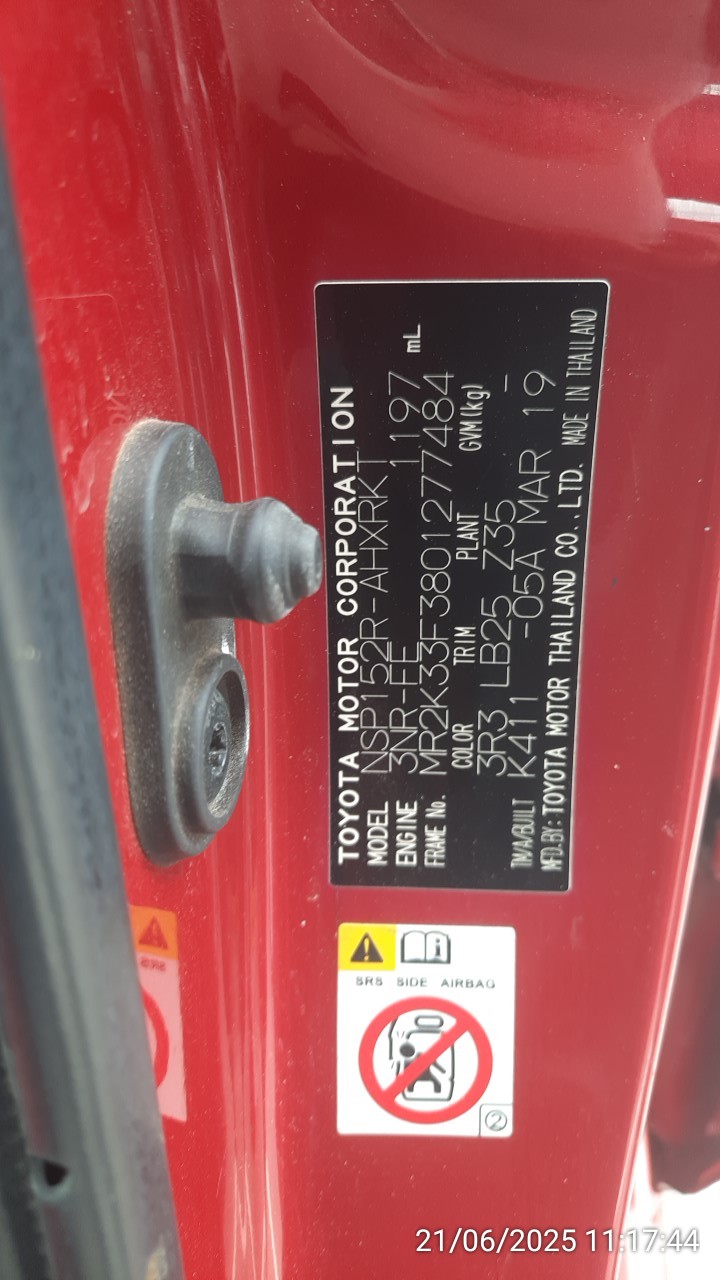 TOYOTA MOTOR CORPORATION
MODEL NSP152R-AHXRKT
ENGINE 3NR-FE 1197 mL
FRAME No. MR2K33F3801277484
COLOR TRIM PLANT GVM(kg)
3R3 LB25 Z35 -
TM/A/BUILT K411 -05A MAR 19
MFD.BY: TOYOTA MOTOR THAILAND CO.,LTD. MADE IN THAILAND
SRS SIDE AIRBAG
2
SRS
21/06/2025 11:17:44